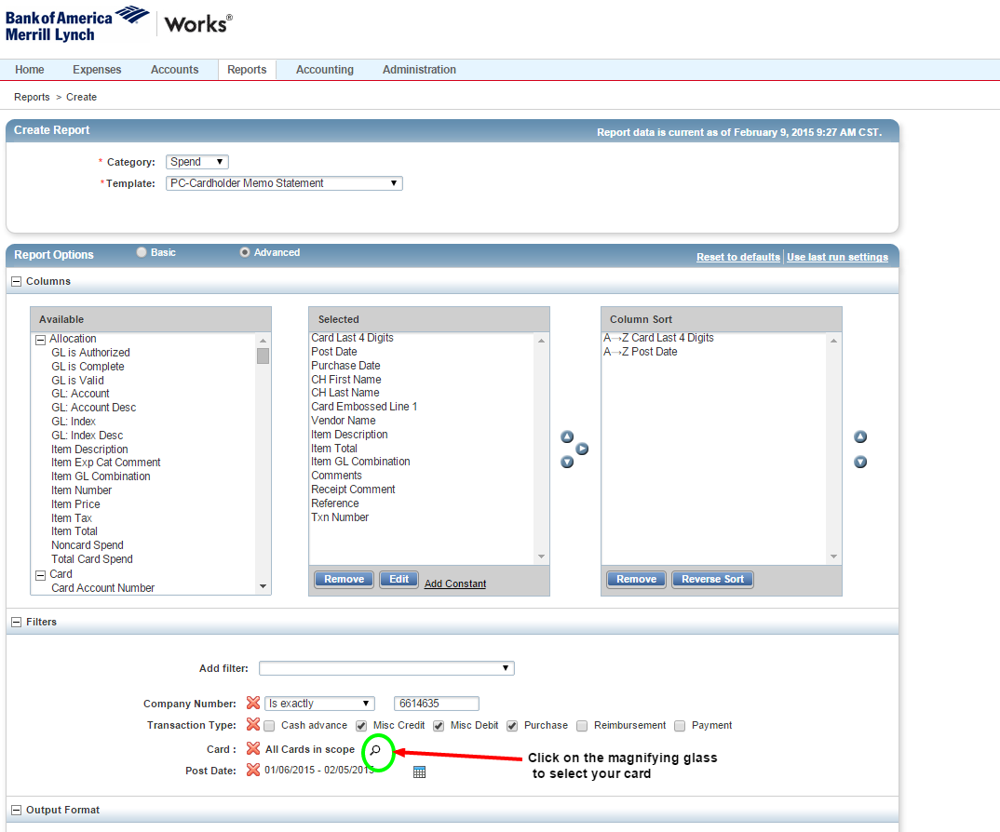 Bank of America
Merrill Lynch
Works®
Home Expenses Accounts Reports Accounting Administration
Reports > Create
Create Report
Report data is current as of February 9, 2015 9:27 AM CST.
* Category: Spend
*Template: PC-Cardholder Memo Statement
Report Options Basic Advanced Reset to defaults Use last run settings
Columns
Available
Allocation
GL is Authorized
GL is Complete
GL is Valid
GL: Account
GL: Account Desc
GL: Index
GL: Index Desc
Item Description
Item Exp Cat Comment
Item GL Combination
Item Number
Item Price
Item Tax
Item Total
Noncard Spend
Total Card Spend
Card
Card Account Number
Selected
Card Last 4 Digits
Post Date
Purchase Date
CH First Name
CH Last Name
Card Embossed Line 1
Vendor Name
Item Description
Item Total
Item GL Combination
Comments
Receipt Comment
Reference
Txn Number
Remove Edit Add Constant
Column Sort
A→Z Card Last 4 Digits
A→Z Post Date
Remove Reverse Sort
Filters
Add filter:
Company Number: Is exactly 6614635
Transaction Type: Cash advance Misc Credit Misc Debit Purchase Reimbursement Payment
Card : All Cards in scope
Post Date: 01/06/2015 - 02/05/2015
Click on the magnifying glass
to select your card
Output Format